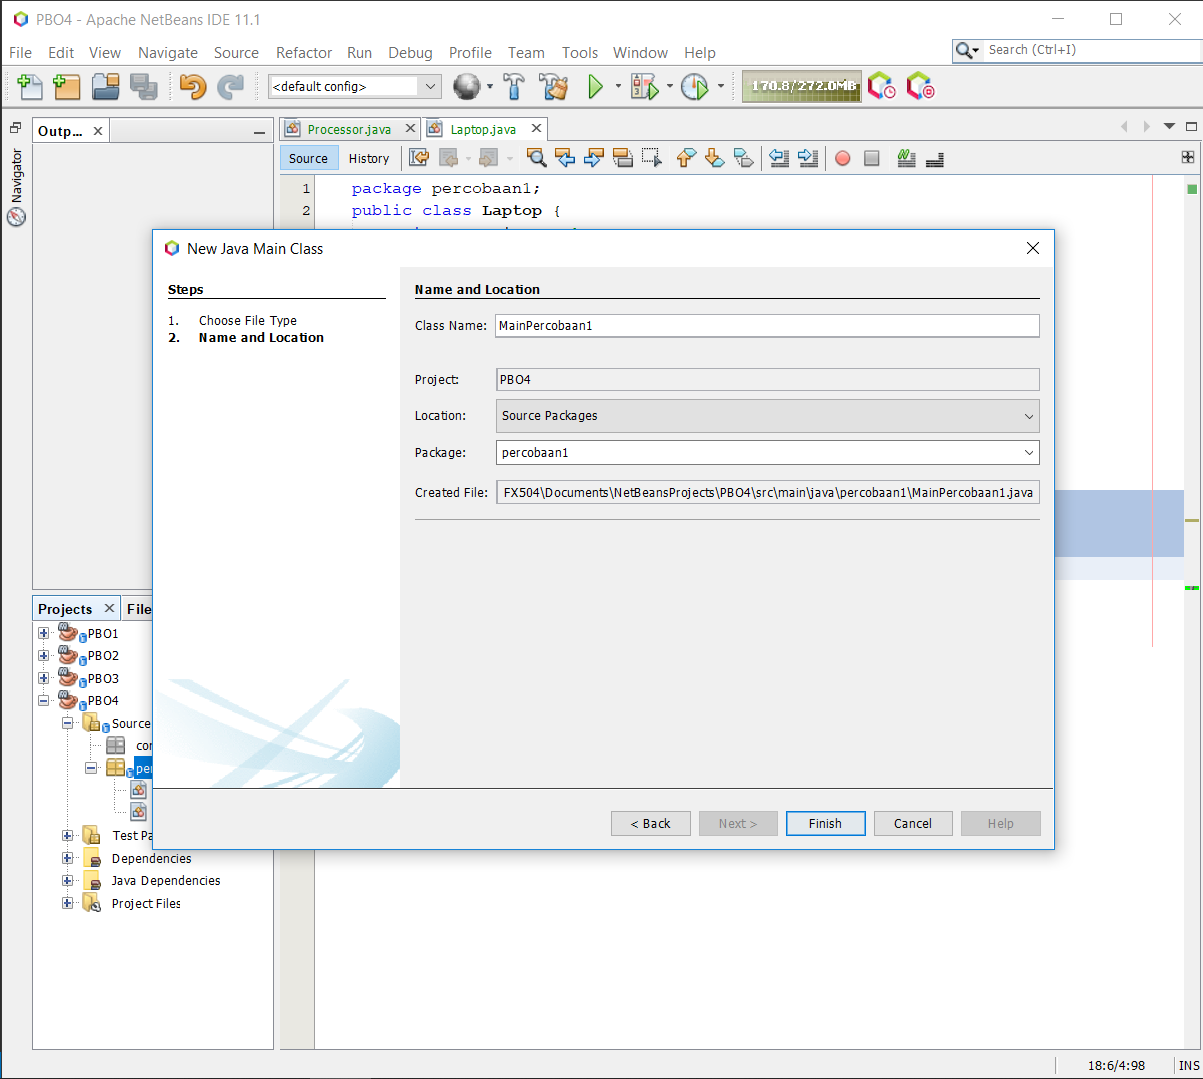 PBO4 - Apache NetBeans IDE 11.1
File Edit View Navigate Source Refactor Run Debug Profile Team Tools Window Help
Search (Ctrl+I)
<default config>
170.8/272.0MB
Outp...
Processor.java
Laptop.java
Navigator
Source History
1 package percobaan1;
2 public class Laptop {
New Java Main Class
Steps
1. Choose File Type
2. Name and Location
Name and Location
Class Name: MainPercobaan1
Project: PBO4
Location: Source Packages
Package: percobaan1
Created File: FX504\Documents\NetBeansProjects\PBO4\src\main\java\percobaan1\MainPercobaan1.java
< Back Next > Finish Cancel Help
Projects File
PBO1
PBO2
PBO3
PBO4
Source
cor
per
Test Pa
Dependencies
Java Dependencies
Project Files
18:6/4:98 INS